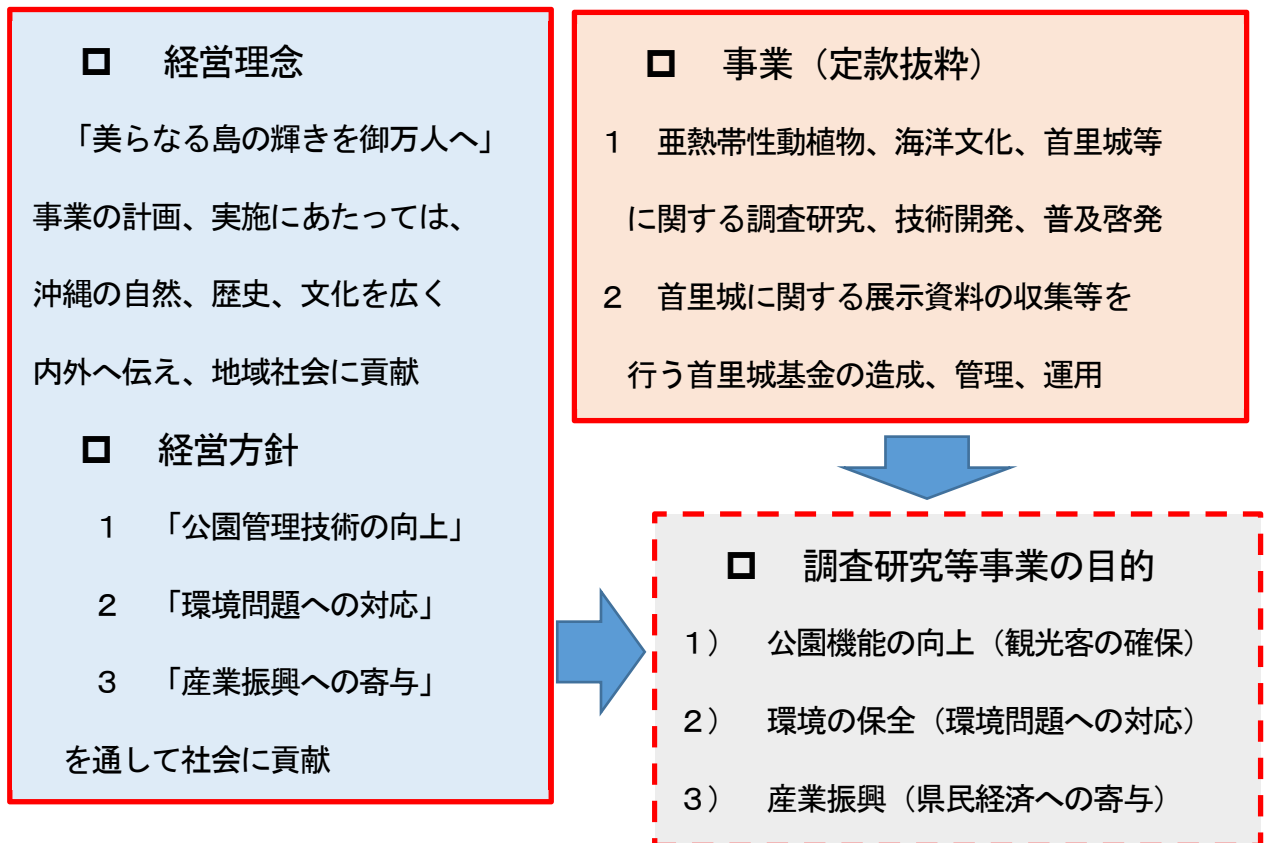 □ 経営理念
「美らなる島の輝きを御万人へ」
事業の計画、実施にあたっては、
沖縄の自然、歴史、文化を広く
内外へ伝え、地域社会に貢献
□ 経営方針
1 「公園管理技術の向上」
2 「環境問題への対応」
3 「産業振興への寄与」
を通して社会に貢献
□ 事業（定款抜粋）
1 亜熱帯性動植物、海洋文化、首里城等
に関する調査研究、技術開発、普及啓発
2 首里城に関する展示資料の収集等を
行う首里城基金の造成、管理、運用
□ 調査研究等事業の目的
1） 公園機能の向上（観光客の確保）
2） 環境の保全（環境問題への対応）
3） 産業振興（県民経済への寄与）